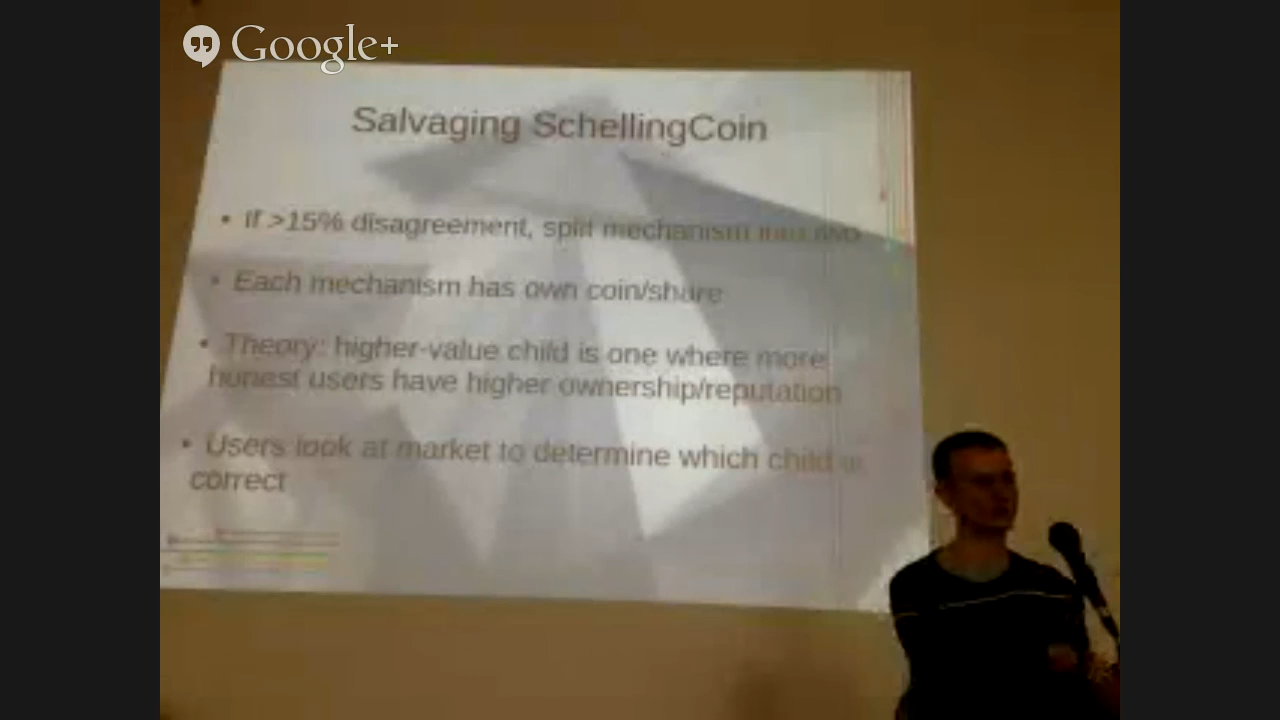 Google+
Salvaging SchellingCoin
• If >15% disagreement, split mechanism into two
• Each mechanism has own coin/share
• Theory: higher-value child is one where more
honest users have higher ownership/reputation
• Users look at market to determine which child is
correct